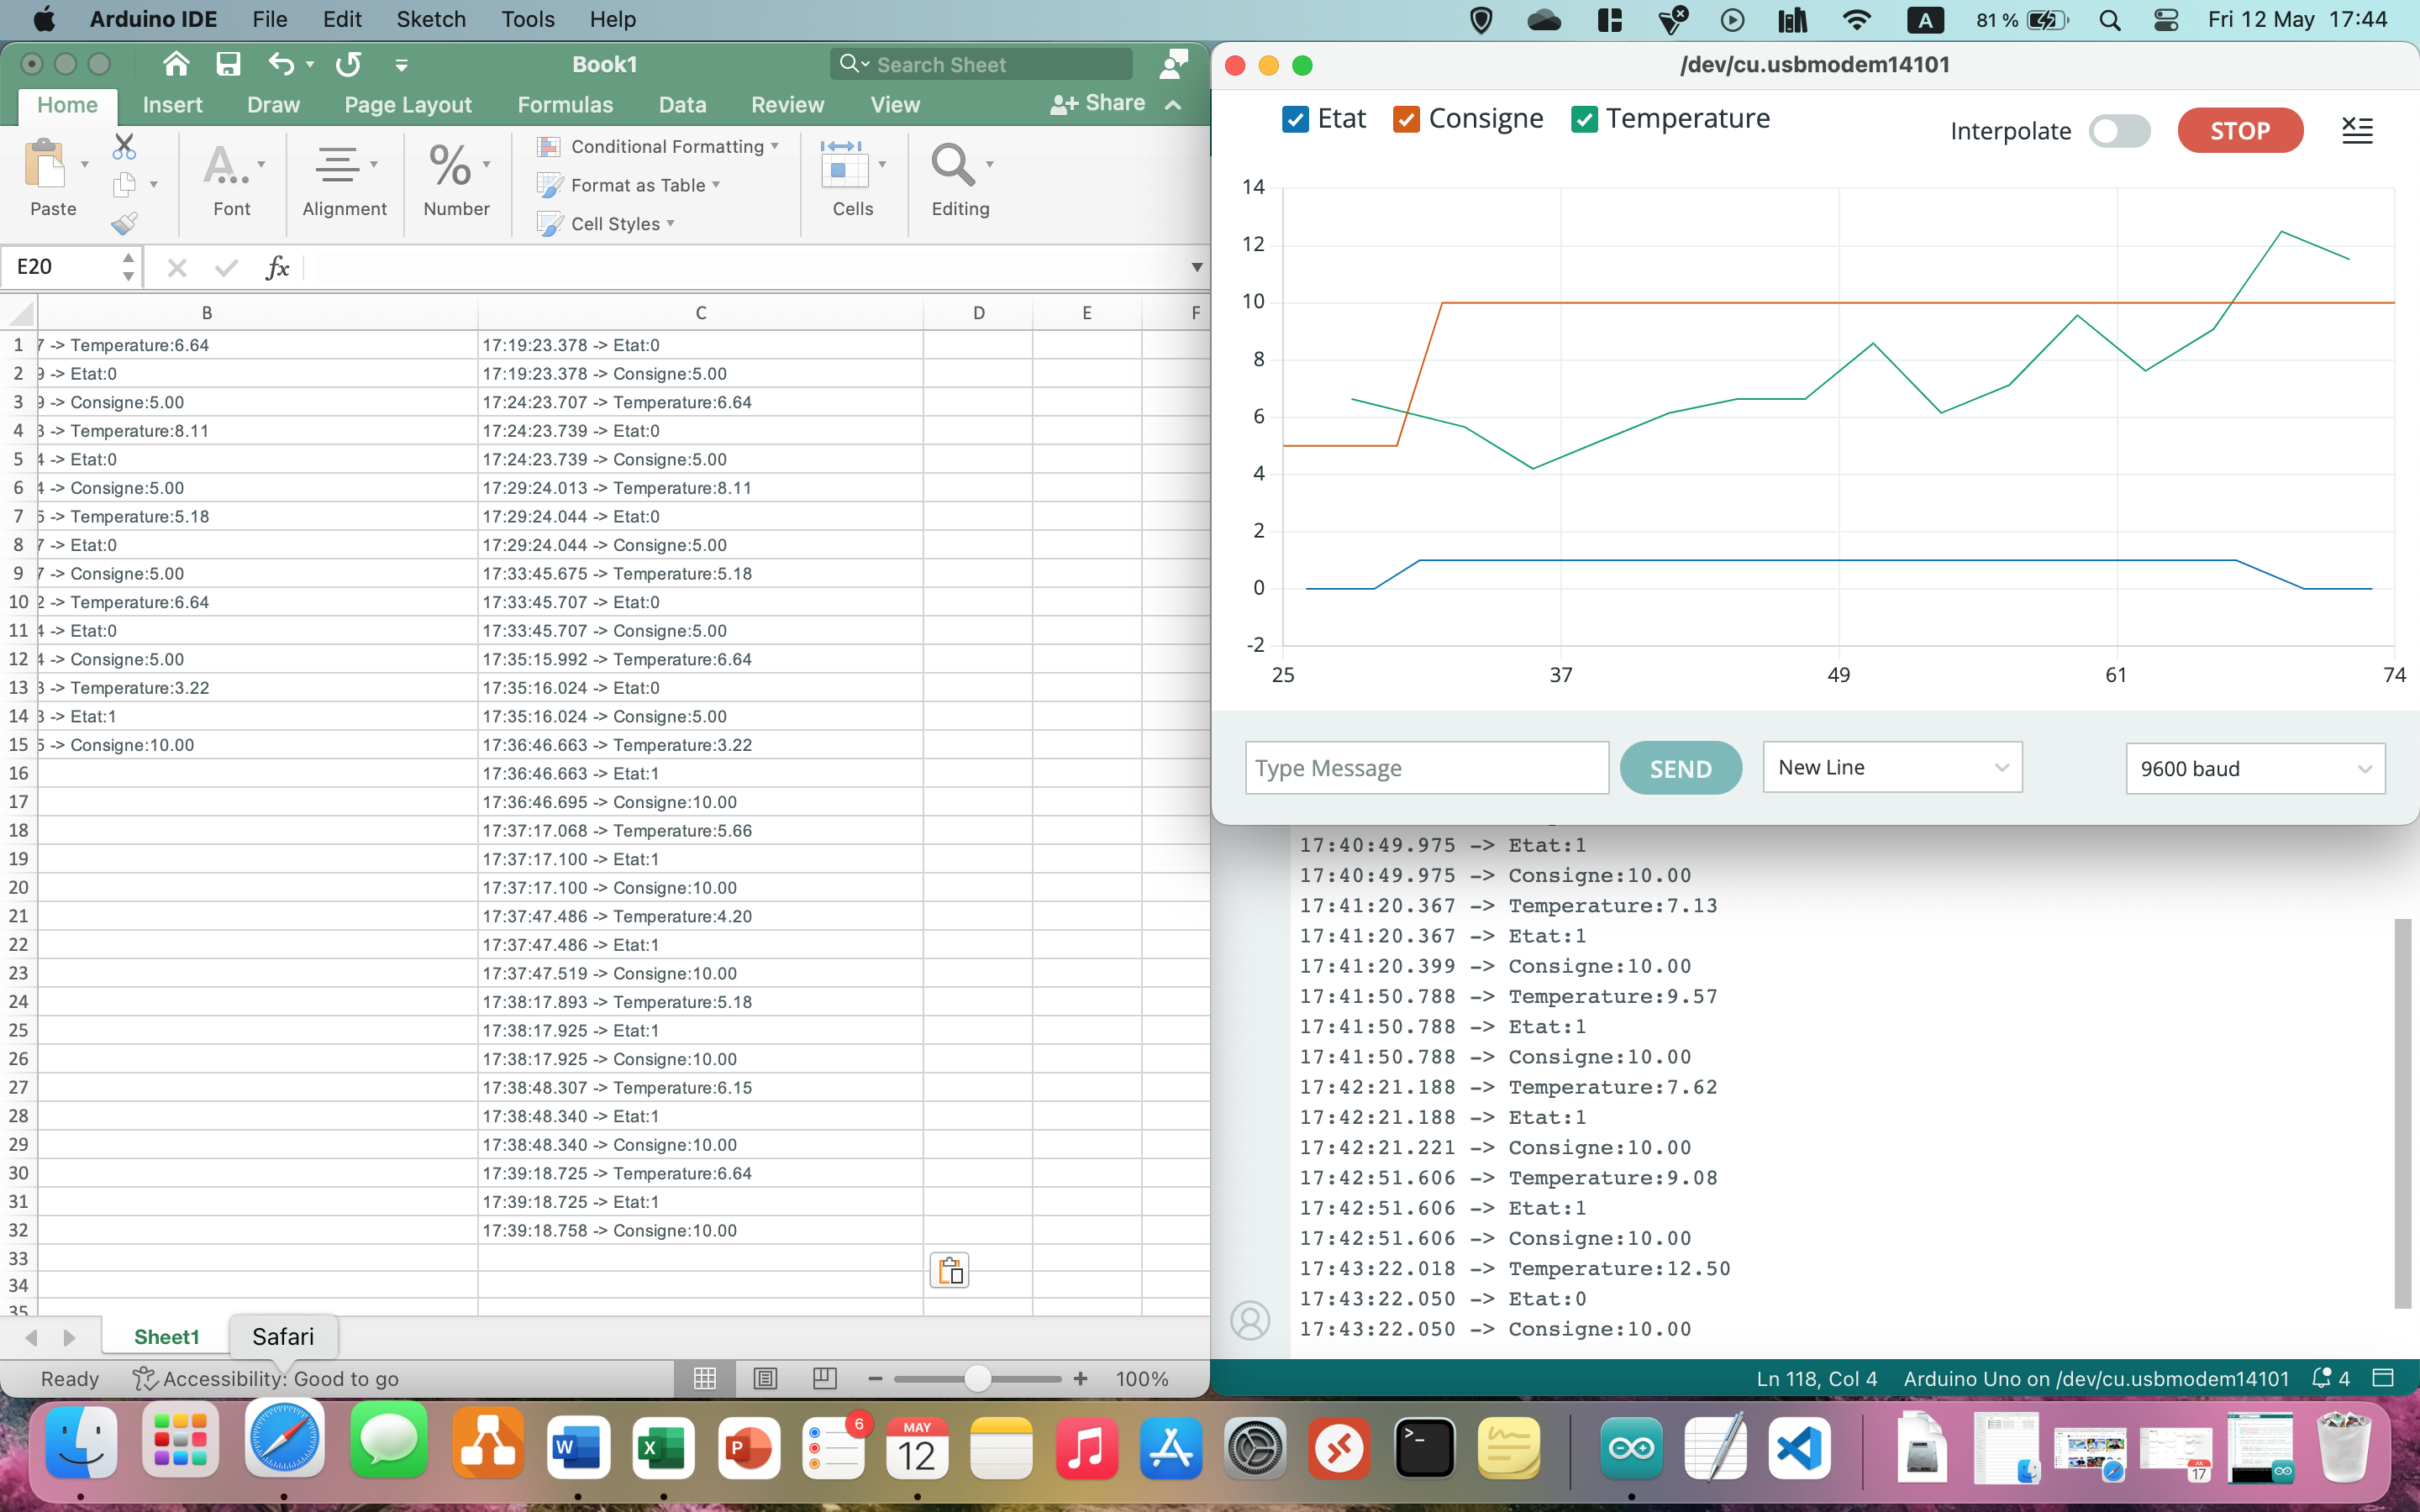 Arduino IDE File Edit Sketch Tools Help A 81 % Fri 12 May 17:44
Book1
Search Sheet
Home Insert Draw Page Layout Formulas Data Review View Share
Paste
Font
Alignment
%
Number
Conditional Formatting
Format as Table
Cell Styles
Cells
Editing
E20
fx
B C D E F
1 7 -> Temperature:6.64 17:19:23.378 -> Etat:0
2 9 -> Etat:0 17:19:23.378 -> Consigne:5.00
3 9 -> Consigne:5.00 17:24:23.707 -> Temperature:6.64
4 3 -> Temperature:8.11 17:24:23.739 -> Etat:0
5 4 -> Etat:0 17:24:23.739 -> Consigne:5.00
6 4 -> Consigne:5.00 17:29:24.013 -> Temperature:8.11
7 5 -> Temperature:5.18 17:29:24.044 -> Etat:0
8 7 -> Etat:0 17:29:24.044 -> Consigne:5.00
9 7 -> Consigne:5.00 17:33:45.675 -> Temperature:5.18
10 2 -> Temperature:6.64 17:33:45.707 -> Etat:0
11 4 -> Etat:0 17:33:45.707 -> Consigne:5.00
12 4 -> Consigne:5.00 17:35:15.992 -> Temperature:6.64
13 3 -> Temperature:3.22 17:35:16.024 -> Etat:0
14 3 -> Etat:1 17:35:16.024 -> Consigne:5.00
15 5 -> Consigne:10.00 17:36:46.663 -> Temperature:3.22
16 17:36:46.663 -> Etat:1
17 17:36:46.695 -> Consigne:10.00
18 17:37:17.068 -> Temperature:5.66
19 17:37:17.100 -> Etat:1
20 17:37:17.100 -> Consigne:10.00
21 17:37:47.486 -> Temperature:4.20
22 17:37:47.486 -> Etat:1
23 17:37:47.519 -> Consigne:10.00
24 17:38:17.893 -> Temperature:5.18
25 17:38:17.925 -> Etat:1
26 17:38:17.925 -> Consigne:10.00
27 17:38:48.307 -> Temperature:6.15
28 17:38:48.340 -> Etat:1
29 17:38:48.340 -> Consigne:10.00
30 17:39:18.725 -> Temperature:6.64
31 17:39:18.725 -> Etat:1
32 17:39:18.758 -> Consigne:10.00
33
34
35
Sheet1
Safari
Ready Accessibility: Good to go 100%
/dev/cu.usbmodem14101
Etat Consigne Temperature Interpolate STOP
14
12
10
8
6
4
2
0
-2
25 37 49 61 74
Type Message SEND New Line 9600 baud
17:40:49.975 -> Etat:1
17:40:49.975 -> Consigne:10.00
17:41:20.367 -> Temperature:7.13
17:41:20.367 -> Etat:1
17:41:20.399 -> Consigne:10.00
17:41:50.788 -> Temperature:9.57
17:41:50.788 -> Etat:1
17:41:50.788 -> Consigne:10.00
17:42:21.188 -> Temperature:7.62
17:42:21.188 -> Etat:1
17:42:21.221 -> Consigne:10.00
17:42:51.606 -> Temperature:9.08
17:42:51.606 -> Etat:1
17:42:51.606 -> Consigne:10.00
17:43:22.018 -> Temperature:12.50
17:43:22.050 -> Etat:0
17:43:22.050 -> Consigne:10.00
Ln 118, Col 4 Arduino Uno on /dev/cu.usbmodem14101 4
W X P 6 MAY 12 >_ 17